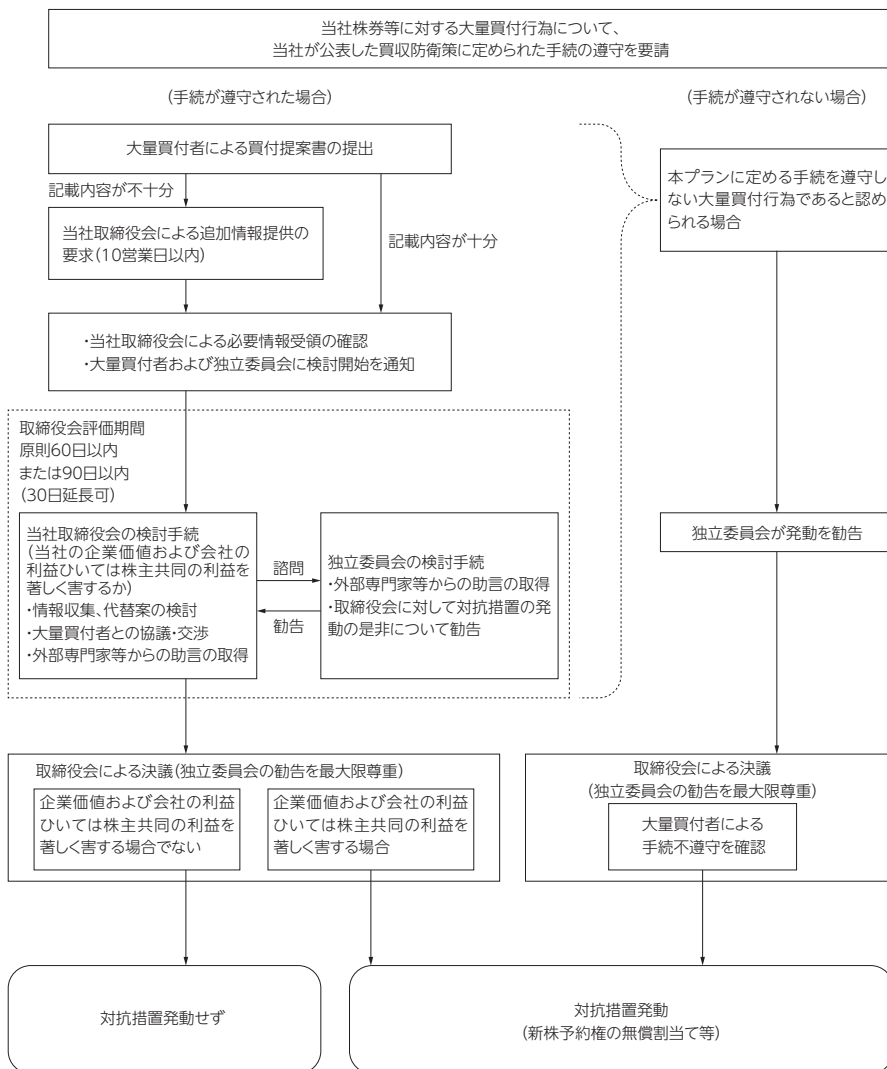 当社株券等に対する大量買付行為について、
当社が公表した買収防衛策に定められた手続の遵守を要請
(手続が遵守された場合)
(手続が遵守されない場合)
大量買付者による買付提案書の提出
記載内容が不十分
当社取締役会による追加情報提供の
要求(10営業日以内)
記載内容が十分
・当社取締役会による必要情報受領の確認
・大量買付者および独立委員会に検討開始を通知
本プランに定める手続を遵守し
ない大量買付行為であると認め
られる場合
取締役会評価期間
原則60日以内
または90日以内
(30日延長可)
当社取締役会の検討手続
(当社の企業価値および会社の
利益ひいては株主共同の利益を
著しく害するか)
・情報収集、代替案の検討
・大量買付者との協議・交渉
・外部専門家等からの助言の取得
諮問
勧告
独立委員会の検討手続
・外部専門家等からの助言の取得
・取締役会に対して対抗措置の発
動の是非について勧告
独立委員会が発動を勧告
取締役会による決議(独立委員会の勧告を最大限尊重)
企業価値および会社の利益
ひいては株主共同の利益を
著しく害する場合でない
企業価値および会社の利益
ひいては株主共同の利益を
著しく害する場合
取締役会による決議
(独立委員会の勧告を最大限尊重)
大量買付者による
手続不遵守を確認
対抗措置発動せず
対抗措置発動
(新株予約権の無償割当て等)